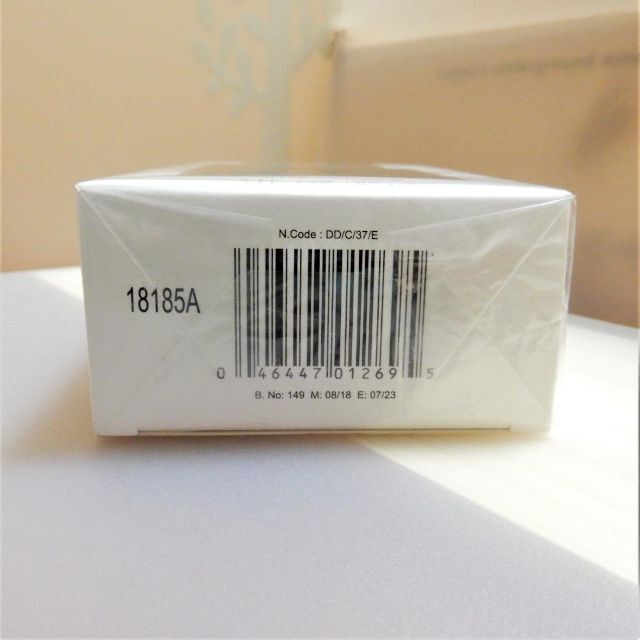 N.Code : DD/C/37/E
18185A
0 46447 01269 5
B. No: 149 M: 08/18 E: 07/23